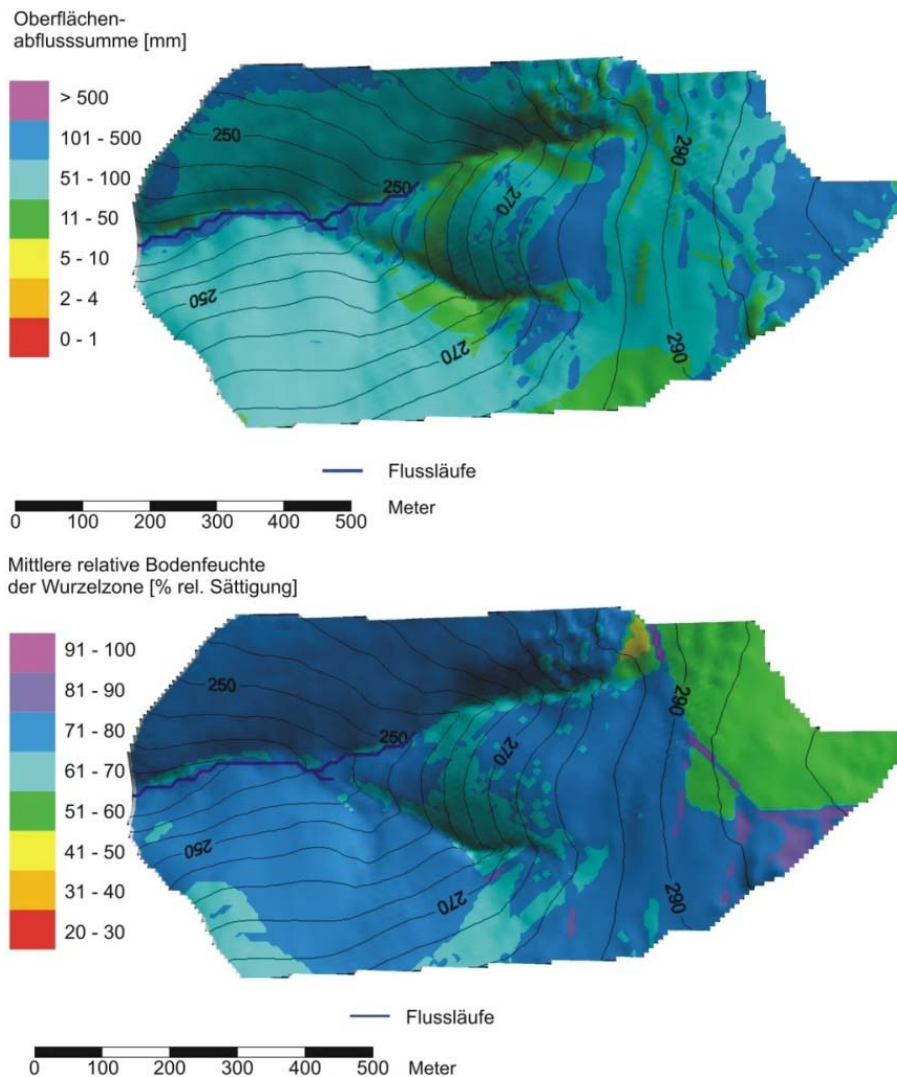 Oberflächen-
abflusssumme [mm]
> 500
101 - 500
51 - 100
11 - 50
5 - 10
2 - 4
0 - 1
250
250
270
290
250
270
290
Flussläufe
0 100 200 300 400 500 Meter
Mittlere relative Bodenfeuchte
der Wurzelzone [% rel. Sättigung]
91 - 100
81 - 90
71 - 80
61 - 70
51 - 60
41 - 50
31 - 40
20 - 30
250
250
270
290
250
270
290
Flussläufe
0 100 200 300 400 500 Meter